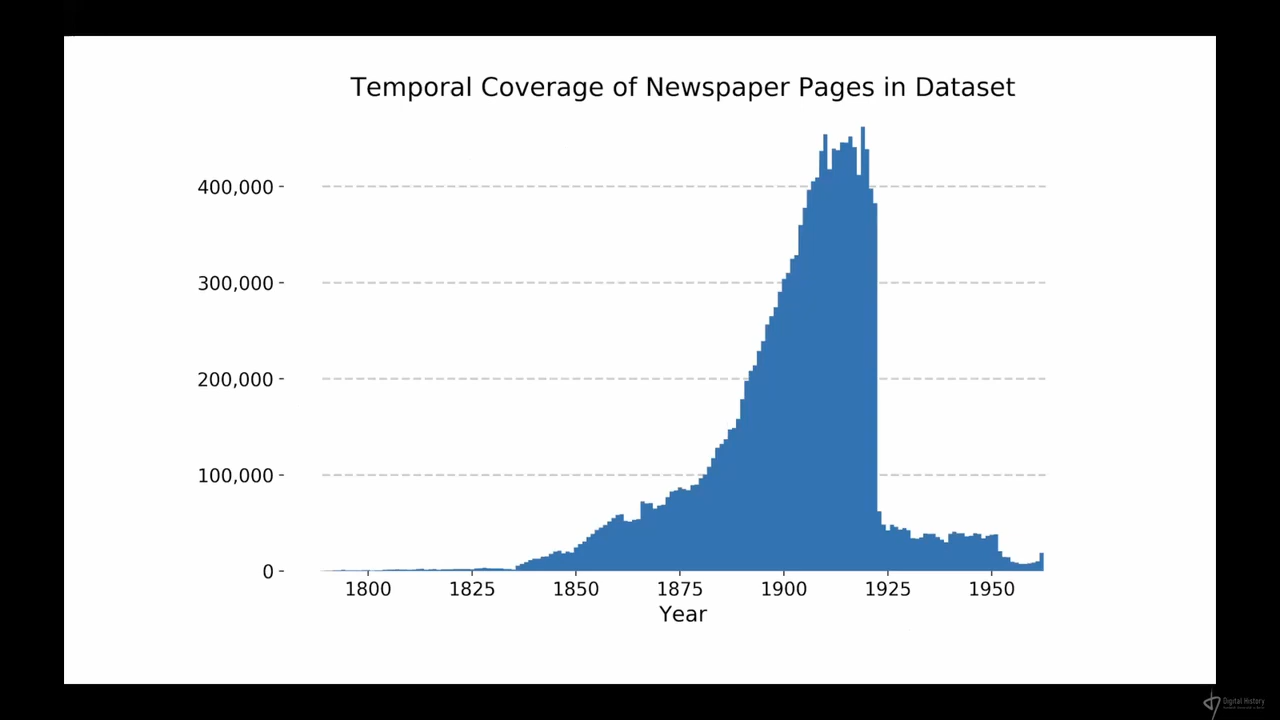 Temporal Coverage of Newspaper Pages in Dataset
400,000
300,000
200,000
100,000
0
1800 1825 1850 1875 1900 1925 1950
Year
Digital History